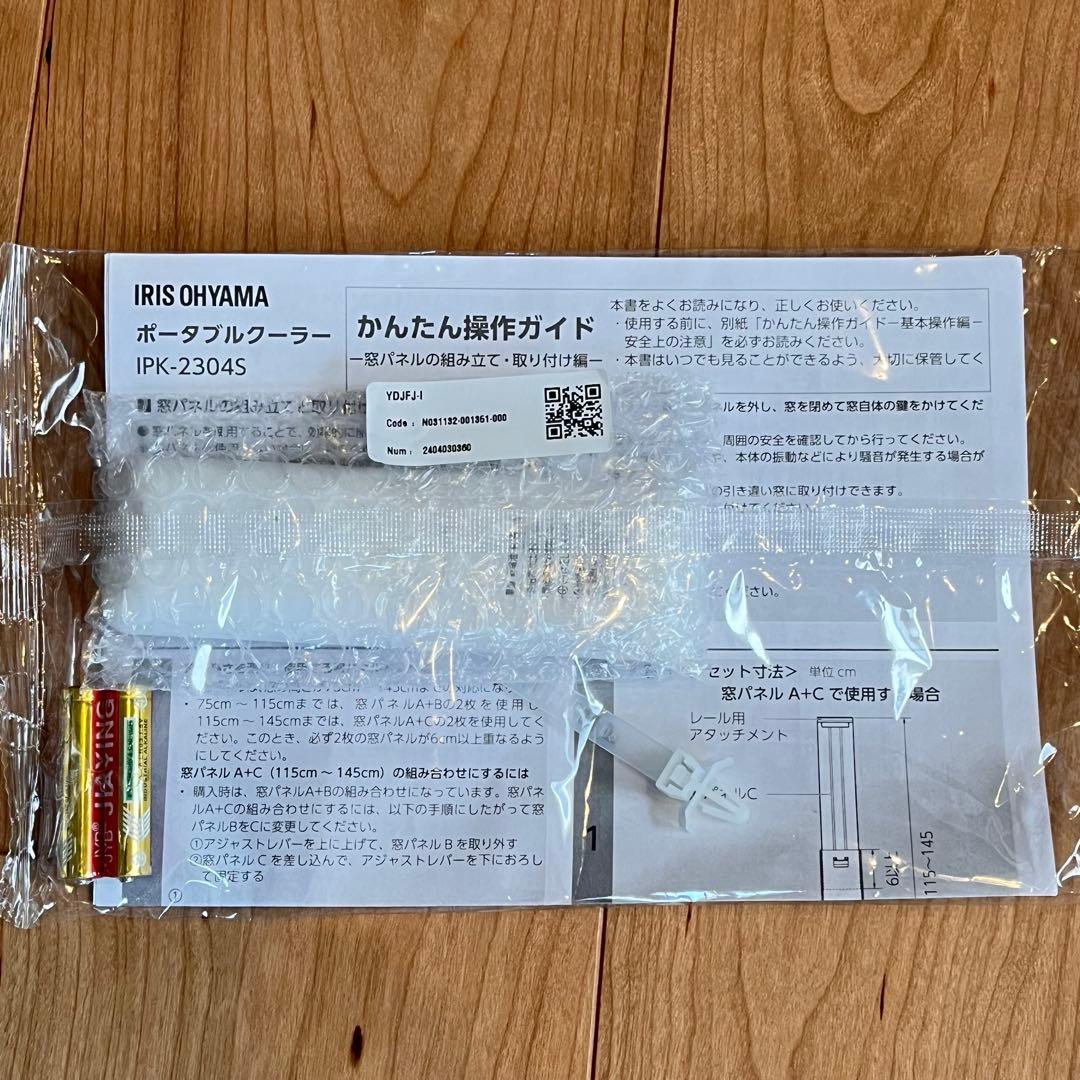 IRIS OHYAMA
ポータブルクーラー
IPK-2304S
かんたん操作ガイド
ー窓パネルの組み立て・取り付け編ー
本書をよくお読みになり、正しくお使いください。
・使用する前に、別紙「かんたん操作ガイドー基本操作編ー
安全上の注意」を必ずお読みください。
・本書はいつでも見ることができるよう、大切に保管してく
窓パネルの組み立てと取り付け
YDJFJ-I
Code : N031132-001351-000
Num : 2404030360
ルを外し、窓を閉めて窓自体の鍵をかけてくだ
周囲の安全を確認してから行ってください。
、本体の振動などにより騒音が発生する場合が
の引き違い窓に取り付けできます。
ください。
・75cm～115cmまでは、窓パネルA+Bの2枚を使用し
115cm～145cmまでは、窓パネルA+Cの2枚を使用してく
ださい。このとき、必ず2枚の窓パネルが6cm以上重なるよう
にしてください。
窓パネル A+C（115cm～145cm）の組み合わせにするには
・購入時は、窓パネルA+Bの組み合わせになっています。窓パネ
ルA+Cの組み合わせにするには、以下の手順にしたがって窓
パネルBをCに変更してください。
①アジャストレバーを上に上げて、窓パネル B を取り外す
②窓パネル C を差し込んで、アジャストレバーを下におろし
て固定する
①
セット寸法＞ 単位 cm
窓パネル A+C で使用する場合
レール用
アタッチメント
ルC
6以上
115～145
1
JYB® JIAYING
JYB®